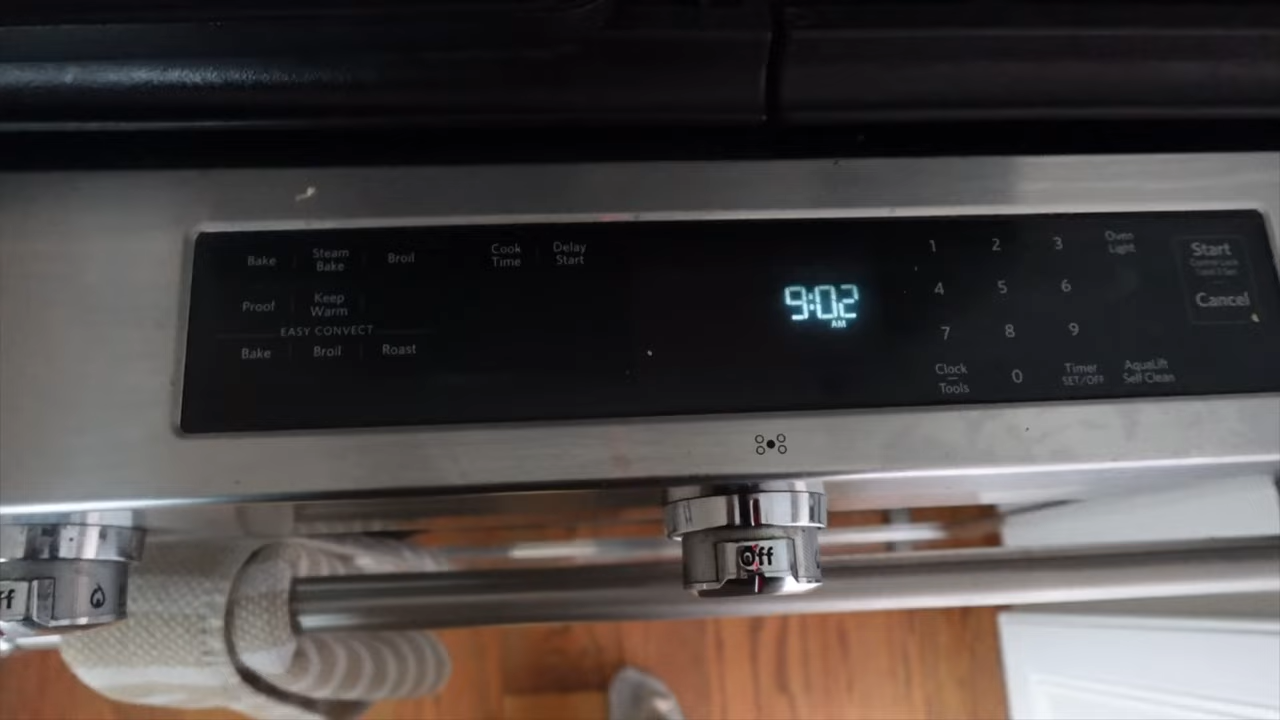 Bake
Steam
Bake
Broil
Cook
Time
Delay
Start
Proof
Keep
Warm
EASY CONVECT
Bake
Broil
Roast
9:02
AM
1 2 3
Oven
Light
4 5 6
7 8 9
Clock
Tools
0
Timer
SET/OFF
AquaLift
Self Clean
Start
Control Lock
Cancel
Off
ff